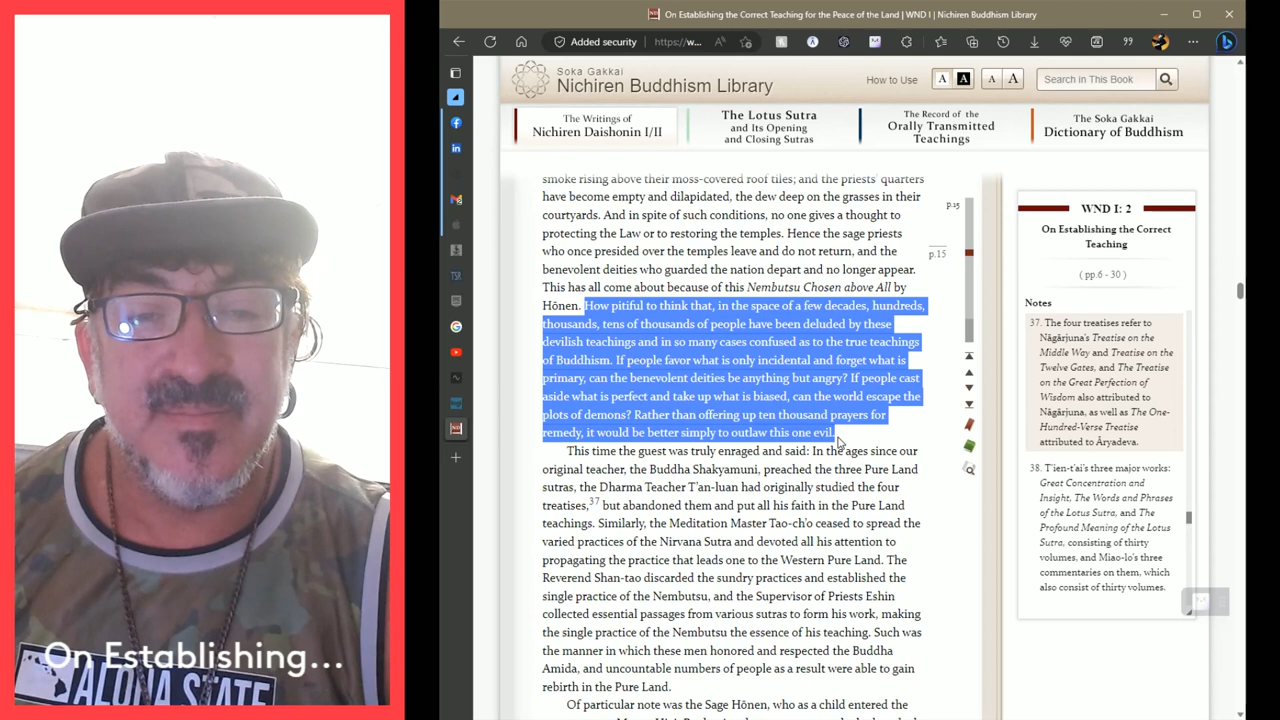 On Establishing...
ALOHA STATE
On Establishing the Correct Teaching for the Peace of the Land | WND I | Nichiren Buddhism Library
Added security
https://w...
Soka Gakkai
Nichiren Buddhism Library
How to Use
A A
A A
Search in This Book
The Writings of
Nichiren Daishonin I/II
The Lotus Sutra
and Its Opening
and Closing Sutras
The Record of the
Orally Transmitted
Teachings
The Soka Gakkai
Dictionary of Buddhism
TSR
smoke rising above their moss-covered roof tiles; and the priests' quarters
have become empty and dilapidated, the dew deep on the grasses in their
courtyards. And in spite of such conditions, no one gives a thought to
protecting the Law or to restoring the temples. Hence the sage priests
who once presided over the temples leave and do not return, and the
benevolent deities who guarded the nation depart and no longer appear.
This has all come about because of this Nembutsu Chosen above All by
Hōnen. How pitiful to think that, in the space of a few decades, hundreds,
thousands, tens of thousands of people have been deluded by these
devilish teachings and in so many cases confused as to the true teachings
of Buddhism. If people favor what is only incidental and forget what is
primary, can the benevolent deities be anything but angry? If people cast
aside what is perfect and take up what is biased, can the world escape the
plots of demons? Rather than offering up ten thousand prayers for
remedy, it would be better simply to outlaw this one evil.
This time the guest was truly enraged and said: In the ages since our
original teacher, the Buddha Shakyamuni, preached the three Pure Land
sutras, the Dharma Teacher T'an-luan had originally studied the four
treatises,37 but abandoned them and put all his faith in the Pure Land
teachings. Similarly, the Meditation Master Tao-ch'o ceased to spread the
varied practices of the Nirvana Sutra and devoted all his attention to
propagating the practice that leads one to the Western Pure Land. The
Reverend Shan-tao discarded the sundry practices and established the
single practice of the Nembutsu, and the Supervisor of Priests Eshin
collected essential passages from various sutras to form his work, making
the single practice of the Nembutsu the essence of his teaching. Such was
the manner in which these men honored and respected the Buddha
Amida, and uncountable numbers of people as a result were able to gain
rebirth in the Pure Land.
Of particular note was the Sage Hōnen, who as a child entered the
p.15
p.15
WND I: 2
On Establishing the Correct
Teaching
( pp.6 - 30 )
Notes
37. The four treatises refer to
Nāgārjuna's Treatise on the
Middle Way and Treatise on the
Twelve Gates, and The Treatise
on the Great Perfection of
Wisdom also attributed to
Nāgārjuna, as well as The One-
Hundred-Verse Treatise
attributed to Āryadeva.
38. T'ien-t'ai's three major works:
Great Concentration and
Insight, The Words and Phrases
of the Lotus Sutra, and The
Profound Meaning of the Lotus
Sutra, consisting of thirty
volumes, and Miao-lo's three
commentaries on them, which
also consist of thirty volumes.